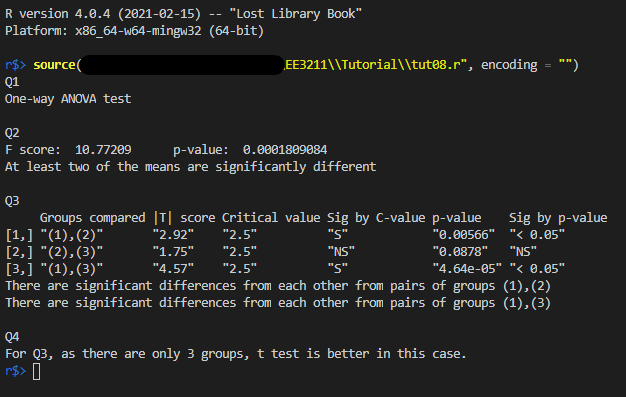 R version 4.0.4 (2021-02-15) -- "Lost Library Book"
Platform: x86_64-w64-mingw32 (64-bit)
r$> source( EE3211\\Tutorial\\tut08.r", encoding = "")
Q1
One-way ANOVA test
Q2
F score:  10.77209      p-value:  0.0001809084
At least two of the means are significantly different
Q3
     Groups compared |T| score Critical value Sig by C-value p-value    Sig by p-value
[1,] "(1),(2)"       "2.92"    "2.5"          "S"            "0.00566"  "< 0.05"
[2,] "(2),(3)"       "1.75"    "2.5"          "NS"           "0.0878"   "NS"
[3,] "(1),(3)"       "4.57"    "2.5"          "S"            "4.64e-05" "< 0.05"
There are significant differences from each other from pairs of groups (1),(2)
There are significant differences from each other from pairs of groups (1),(3)
Q4
For Q3, as there are only 3 groups, t test is better in this case.
r$>